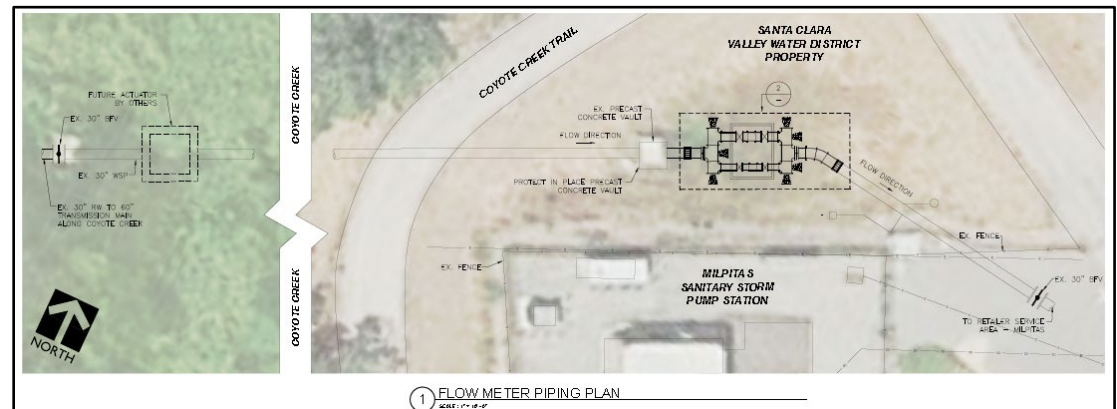 FUTURE ACTUATOR
BY OTHERS
EX. 30" BFV
EX. 30" WSP
EX. 30" RW TO 60"
TRANSMISSION MAIN
ALONG COYOTE CREEK
NORTH
COYOTE CREEK
COYOTE CREEK
COYOTE CREEK TRAIL
SANTA CLARA
VALLEY WATER DISTRICT
PROPERTY
2
EX. PRECAST
CONCRETE VAULT
FLOW DIRECTION
PROTECT IN PLACE PRECAST
CONCRETE VAULT
FLOW DIRECTION
EX. FENCE
EX. FENCE
MILPITAS
SANITARY STORM
PUMP STATION
EX. 30" BFV
TO RETAILER SERVICE
AREA - MILPITAS
1 FLOW METER PIPING PLAN